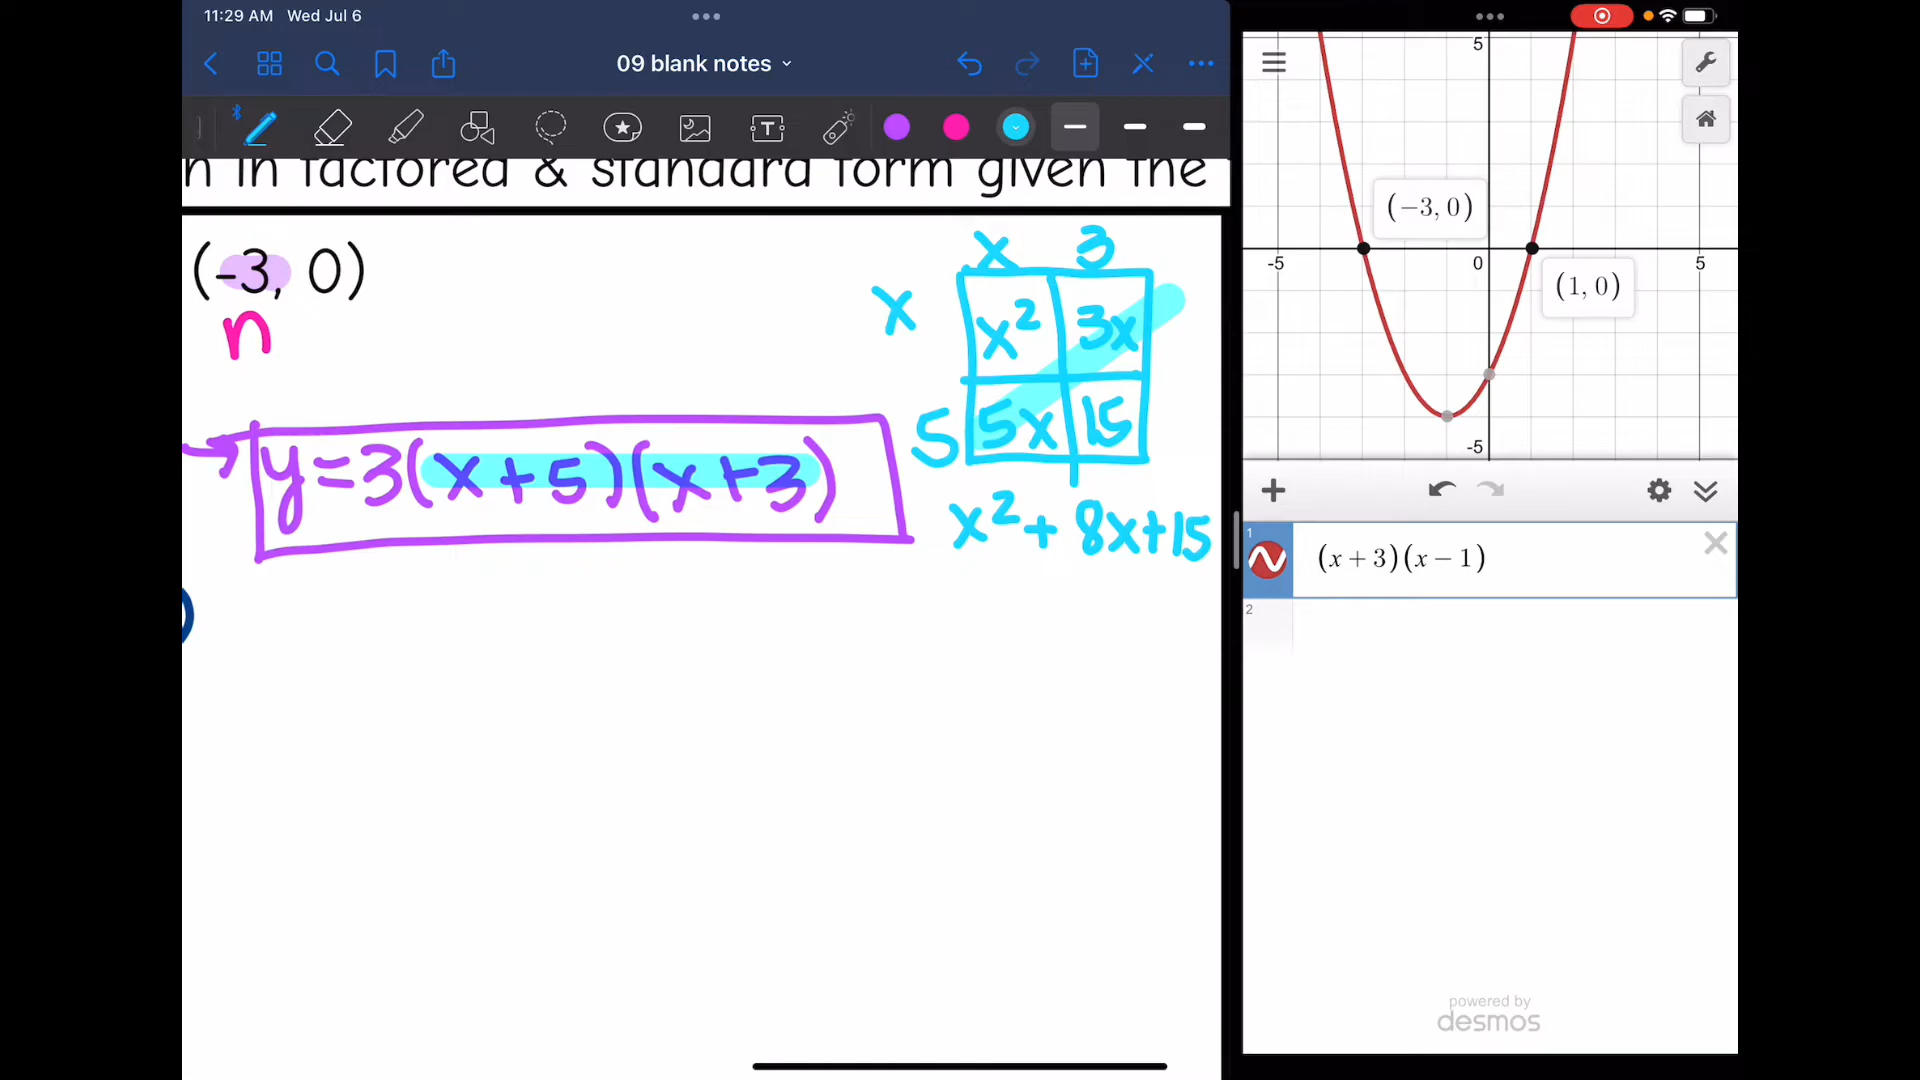 11:29 AM Wed Jul 6
09 blank notes
n in factored & standard form given the
(-3, 0)
n
y=3(x+5)(x+3)
x 3
x x² 3x
5 5x 15
x²+8x+15
5
(−3, 0)
-5 0 5
(1, 0)
-5
1
(x+3)(x−1)
2
powered by
desmos